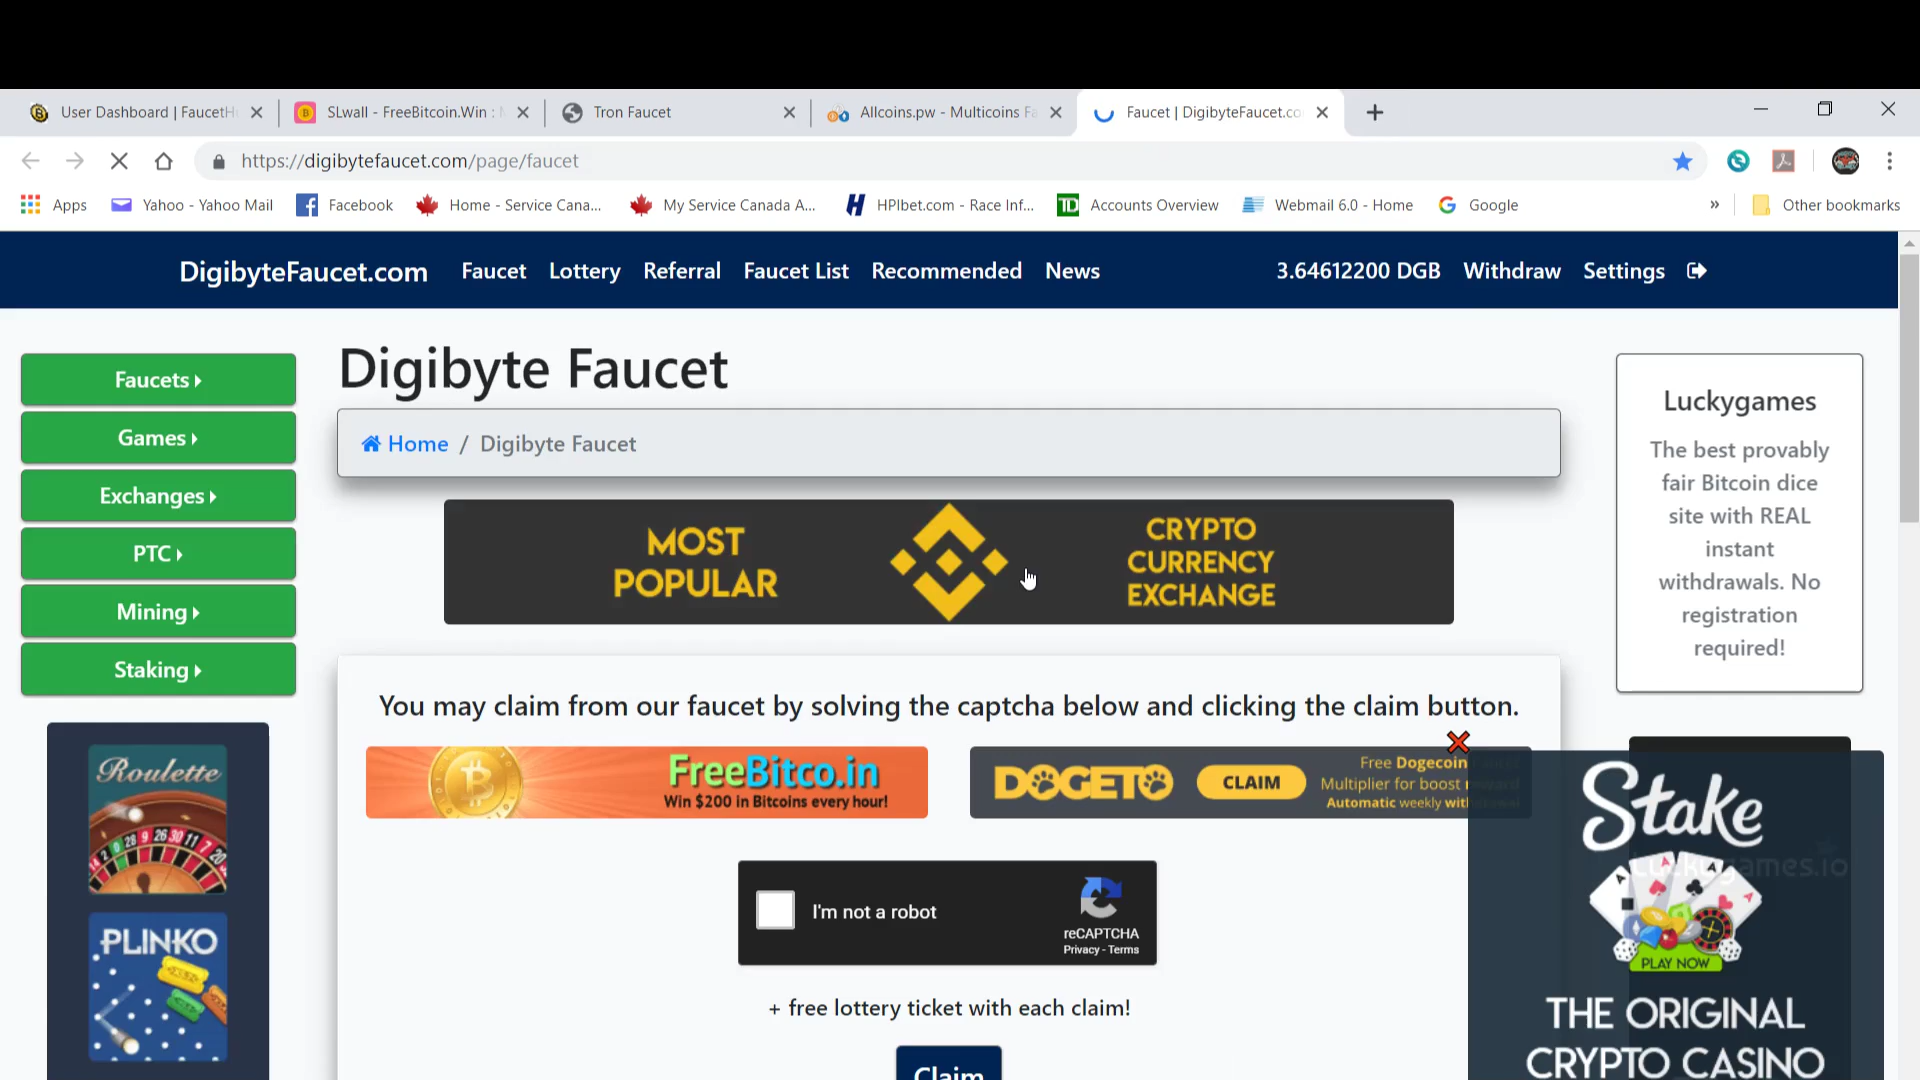 User Dashboard | FaucetH
SLwall - FreeBitcoin.Win :
Tron Faucet
Allcoins.pw - Multicoins Fa
Faucet | DigibyteFaucet.co
https://digibytefaucet.com/page/faucet
Apps
Yahoo - Yahoo Mail
Facebook
Home - Service Cana...
My Service Canada A...
HPIbet.com - Race Inf...
TD
Accounts Overview
Webmail 6.0 - Home
Google
»
Other bookmarks
DigibyteFaucet.com
Faucet
Lottery
Referral
Faucet List
Recommended
News
3.64612200 DGB
Withdraw
Settings
Faucets
Games
Exchanges
PTC
Mining
Staking
Digibyte Faucet
Home / Digibyte Faucet
MOST
POPULAR
CRYPTO
CURRENCY
EXCHANGE
Luckygames
The best provably
fair Bitcoin dice
site with REAL
instant
withdrawals. No
registration
required!
You may claim from our faucet by solving the captcha below and clicking the claim button.
FreeBitco.in
Win $200 in Bitcoins every hour!
DOGETO
CLAIM
Free Dogecoin
Multiplier for boost
Automatic weekly
I'm not a robot
reCAPTCHA
Privacy - Terms
+ free lottery ticket with each claim!
Claim
Roulette
PLINKO
Stake
PLAY NOW
THE ORIGINAL
CRYPTO CASINO